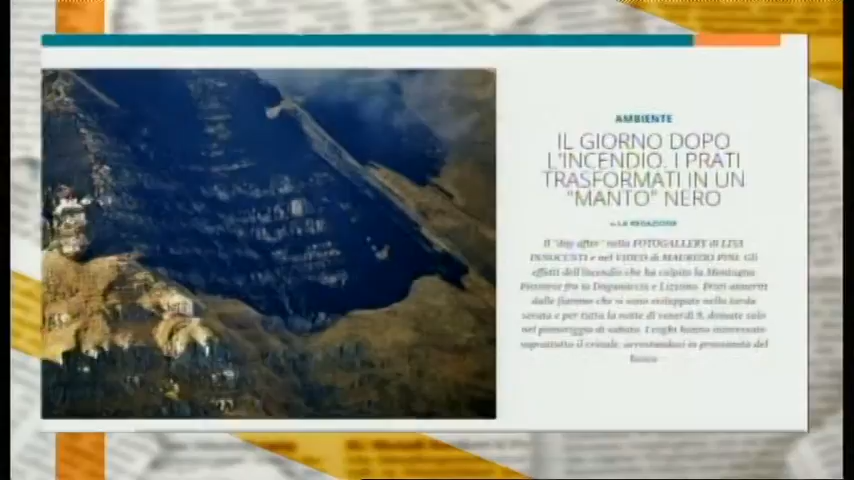 AMBIENTE
IL GIORNO DOPO
L'INCENDIO. I PRATI
TRASFORMATI IN UN
"MANTO" NERO
LA REDAZIONE
Il "day after" nella FOTOGALLERY di LISA
INNOCENTI e nel VIDEO di MAURIZIO PINI. Gli
effetti dell'incendio che ha colpito la Montagna
Pistoiese fra la Doganaccia e Lizzano. Prati anneriti
dalle fiamme che si sono sviluppate nella tarda
serata e per tutta la notte di venerdì 8, domate solo
nel pomeriggio di sabato. I roghi hanno interessato
soprattutto il crinale, arrestandosi in prossimità del
bosco